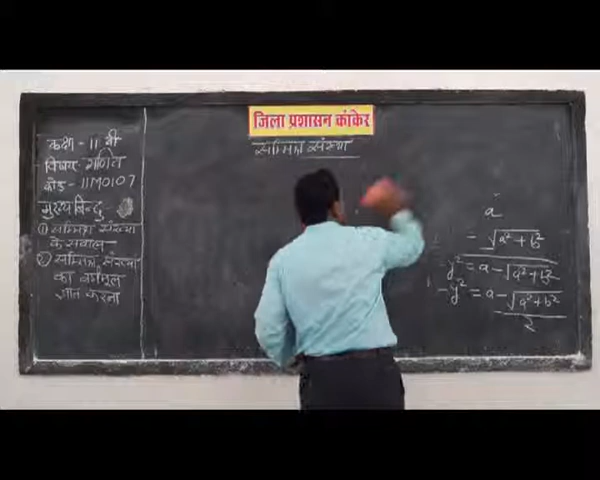 जिला प्रशासन कांकेर
सम्मिश्र संख्या
कक्षा - 11 वी
विषय - गणित
कोड - 11M0107
मुख्य बिन्दु -
① सम्मिश्र संख्या
के सवाल -
② सम्मिश्र संख्या
का वर्गमूल
ज्ञात करना
a
- √a² + b²
y² = a - √a² + b²
- y² = a - √a² + b²
2